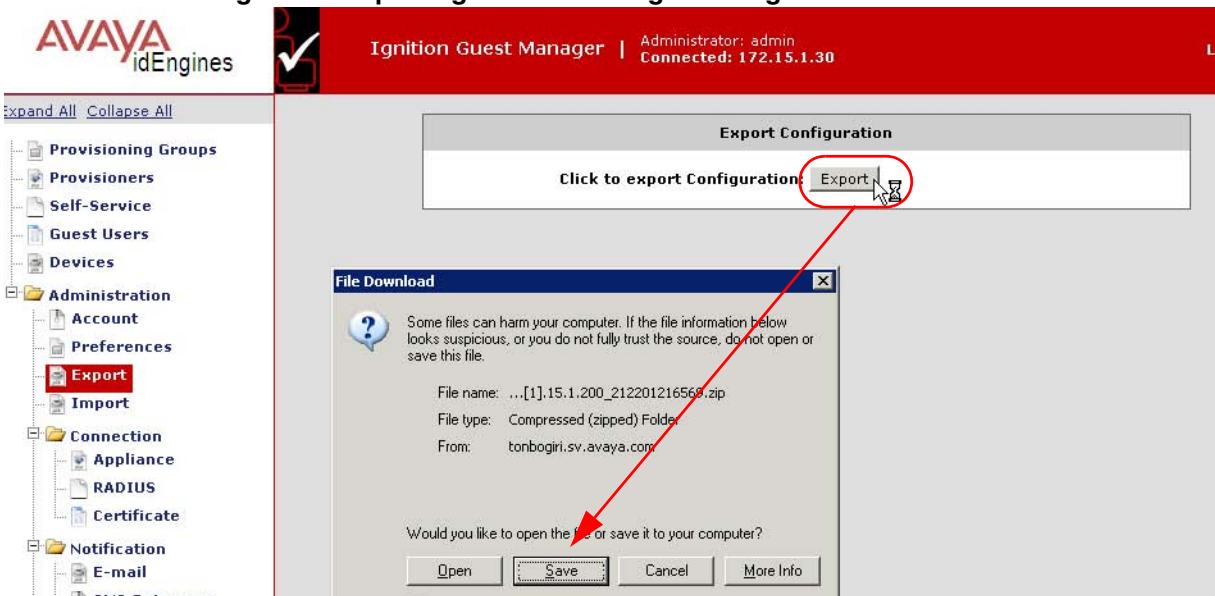 AVAYA
idEngines
Ignition Guest Manager |
Administrator: admin
Connected: 172.15.1.30
L
Expand All Collapse All
Provisioning Groups
Provisioners
Self-Service
Guest Users
Devices
Administration
Account
Preferences
Export
Import
Connection
Appliance
RADIUS
Certificate
Notification
E-mail
Export Configuration
Click to export Configuration: Export
File Download
Some files can harm your computer. If the file information below
looks suspicious, or you do not fully trust the source, do not open or
save this file.
File name: ...[1].15.1.200_212201216569.zip
File type: Compressed (zipped) Folder
From: tonbogiri.sv.avaya.com
Would you like to open the file or save it to your computer?
Open Save Cancel More Info